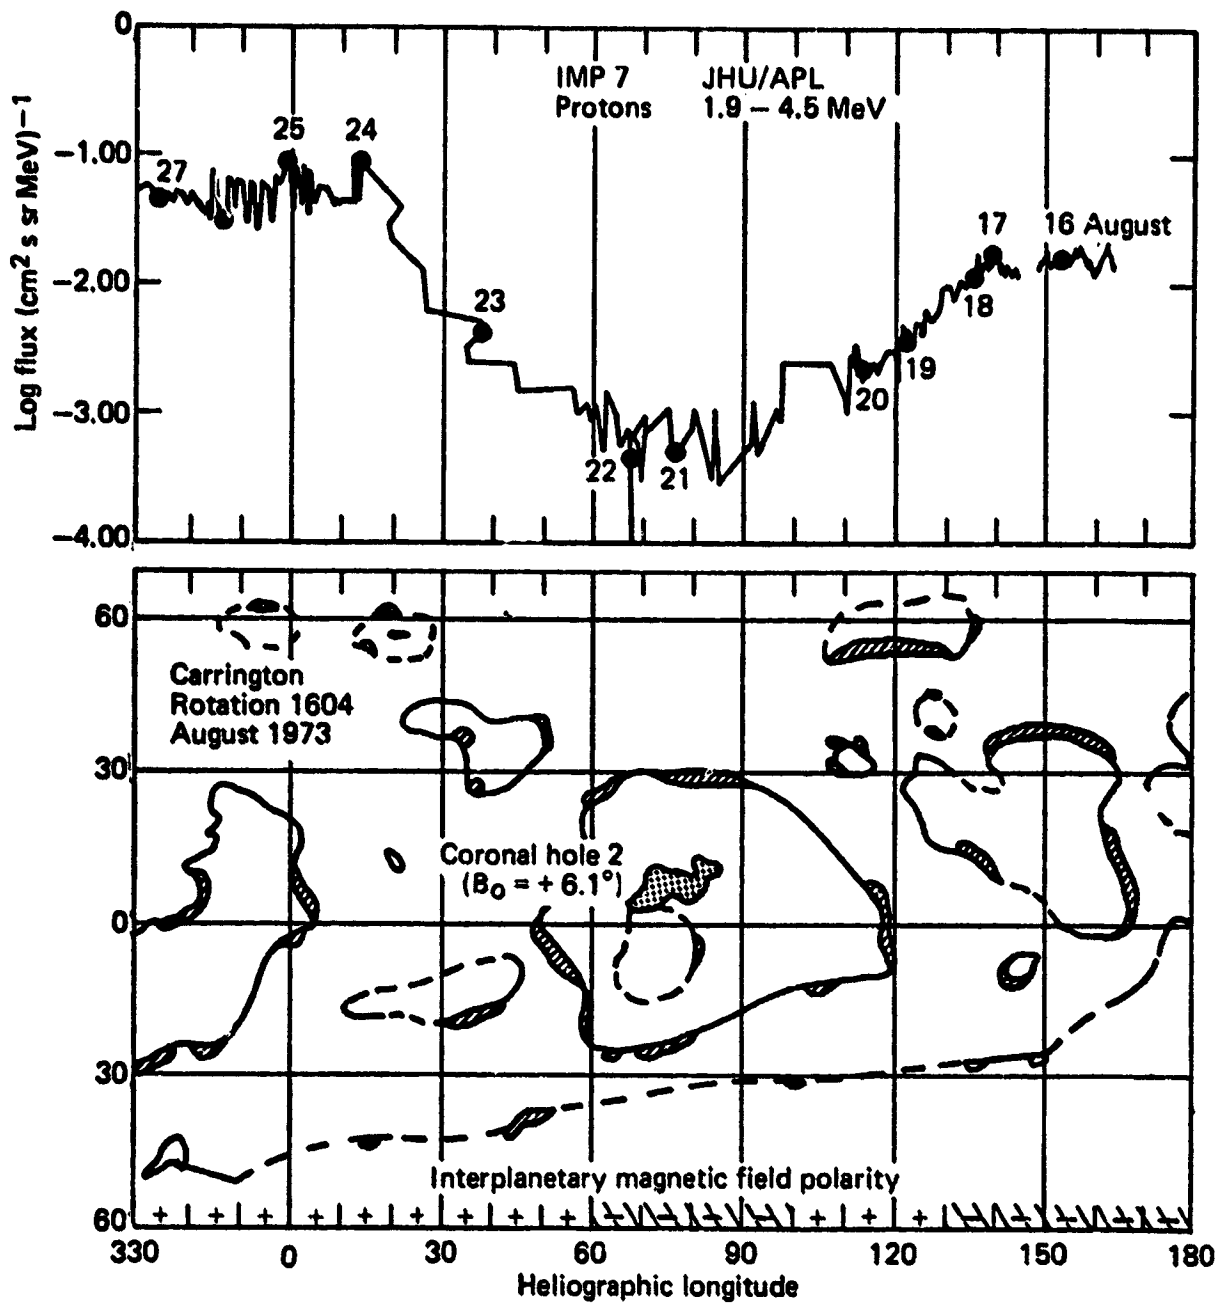 0
IMP 7 JHU/APL
Protons 1.9 – 4.5 MeV
Log flux (cm2 s sr MeV)–1
25 24
–1.00
27
17 16 August
–2.00
23
18
19
20
–3.00
22 21
–4.00
60
Carrington
Rotation 1604
August 1973
30
Coronal hole 2
(BO = + 6.1°)
0
30
Interplanetary magnetic field polarity
60
+ + + + + + + + + + + + + + + + + +
330 0 30 60 90 120 150 180
Heliographic longitude